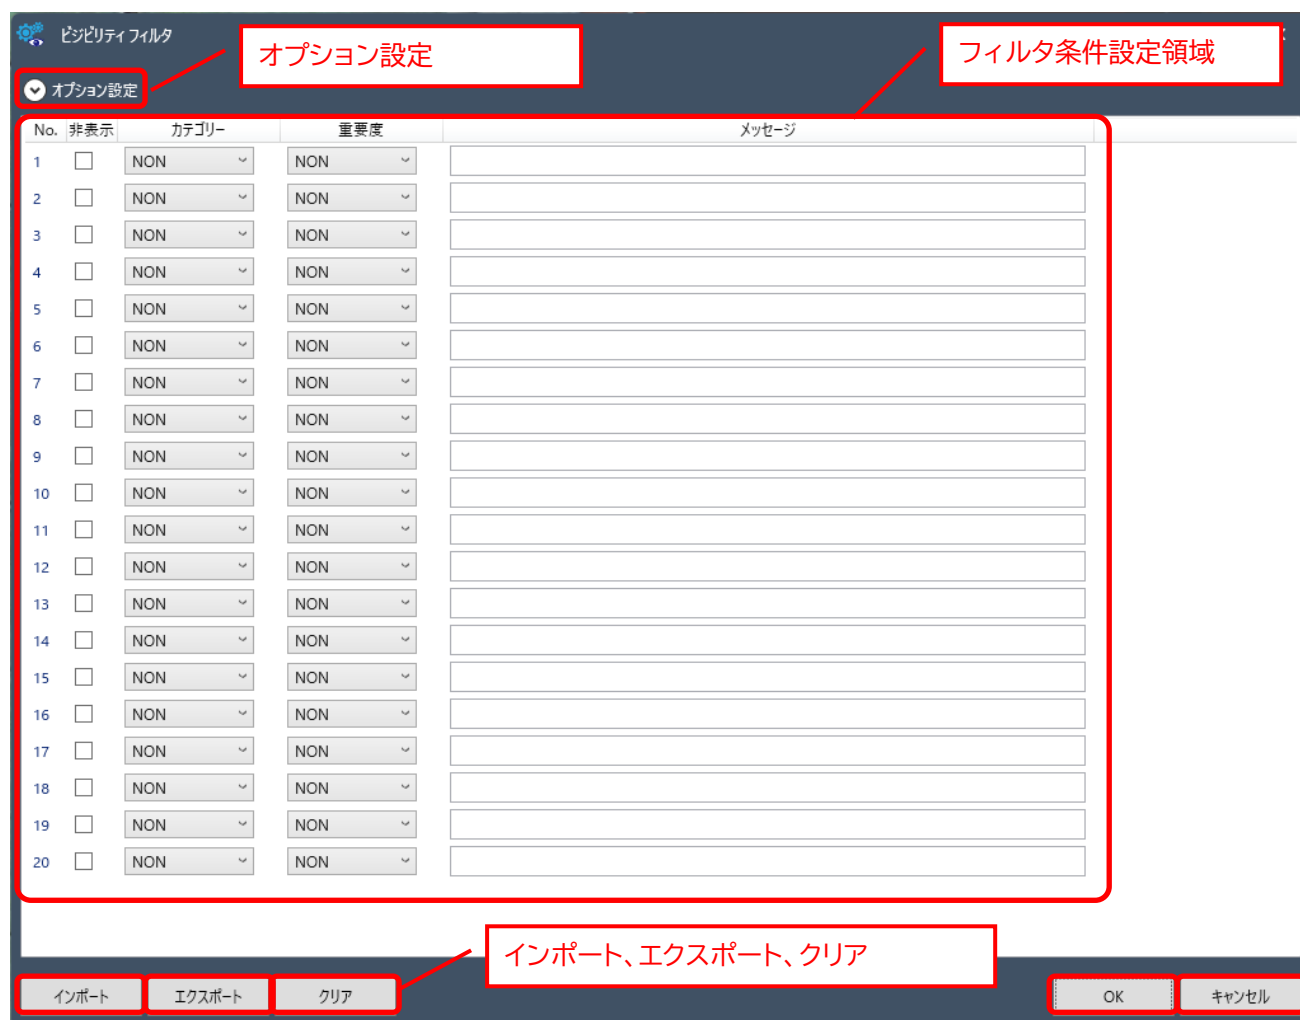 ビジビリティ フィルタ
オプション設定
フィルタ条件設定領域
オプション設定
No. 非表示 カテゴリー 重要度 メッセージ
1 NON NON
2 NON NON
3 NON NON
4 NON NON
5 NON NON
6 NON NON
7 NON NON
8 NON NON
9 NON NON
10 NON NON
11 NON NON
12 NON NON
13 NON NON
14 NON NON
15 NON NON
16 NON NON
17 NON NON
18 NON NON
19 NON NON
20 NON NON
インポート、エクスポート、クリア
インポート エクスポート クリア OK キャンセル